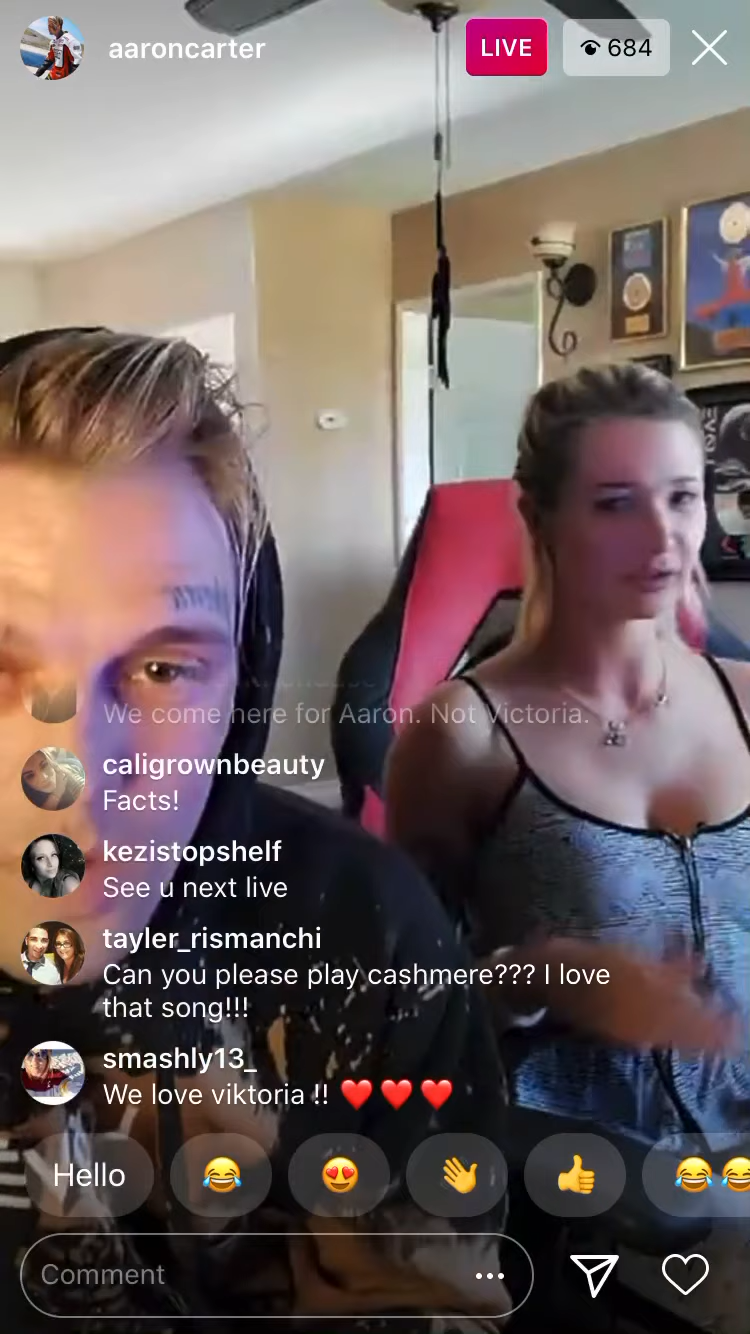 aaroncarter
LIVE
684
We come here for Aaron. Not Victoria.
caligrownbeauty
Facts!
kezistopshelf
See u next live
tayler_rismanchi
Can you please play cashmere??? I love
that song!!!
smashly13_
We love viktoria !! ❤️❤️❤️
Hello
😂
😍
👋
👍
😂😂
Comment